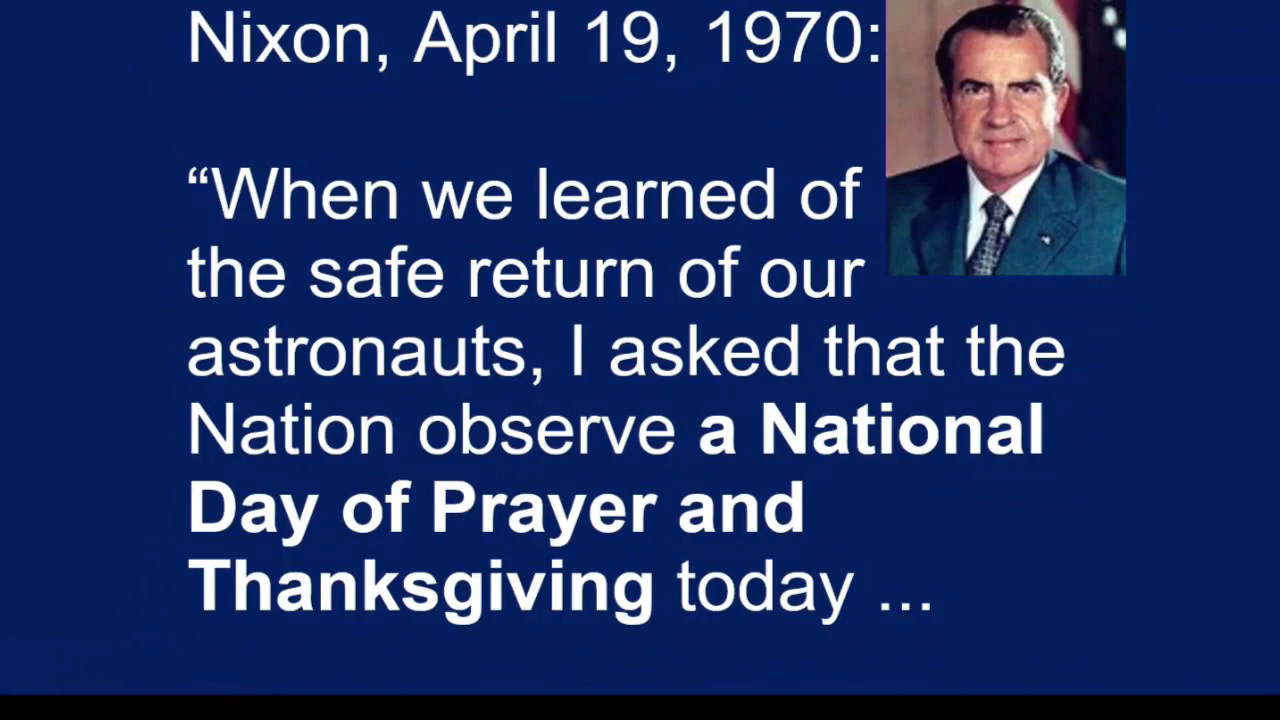 Nixon, April 19, 1970:
“When we learned of
the safe return of our
astronauts, I asked that the
Nation observe a National
Day of Prayer and
Thanksgiving today ...